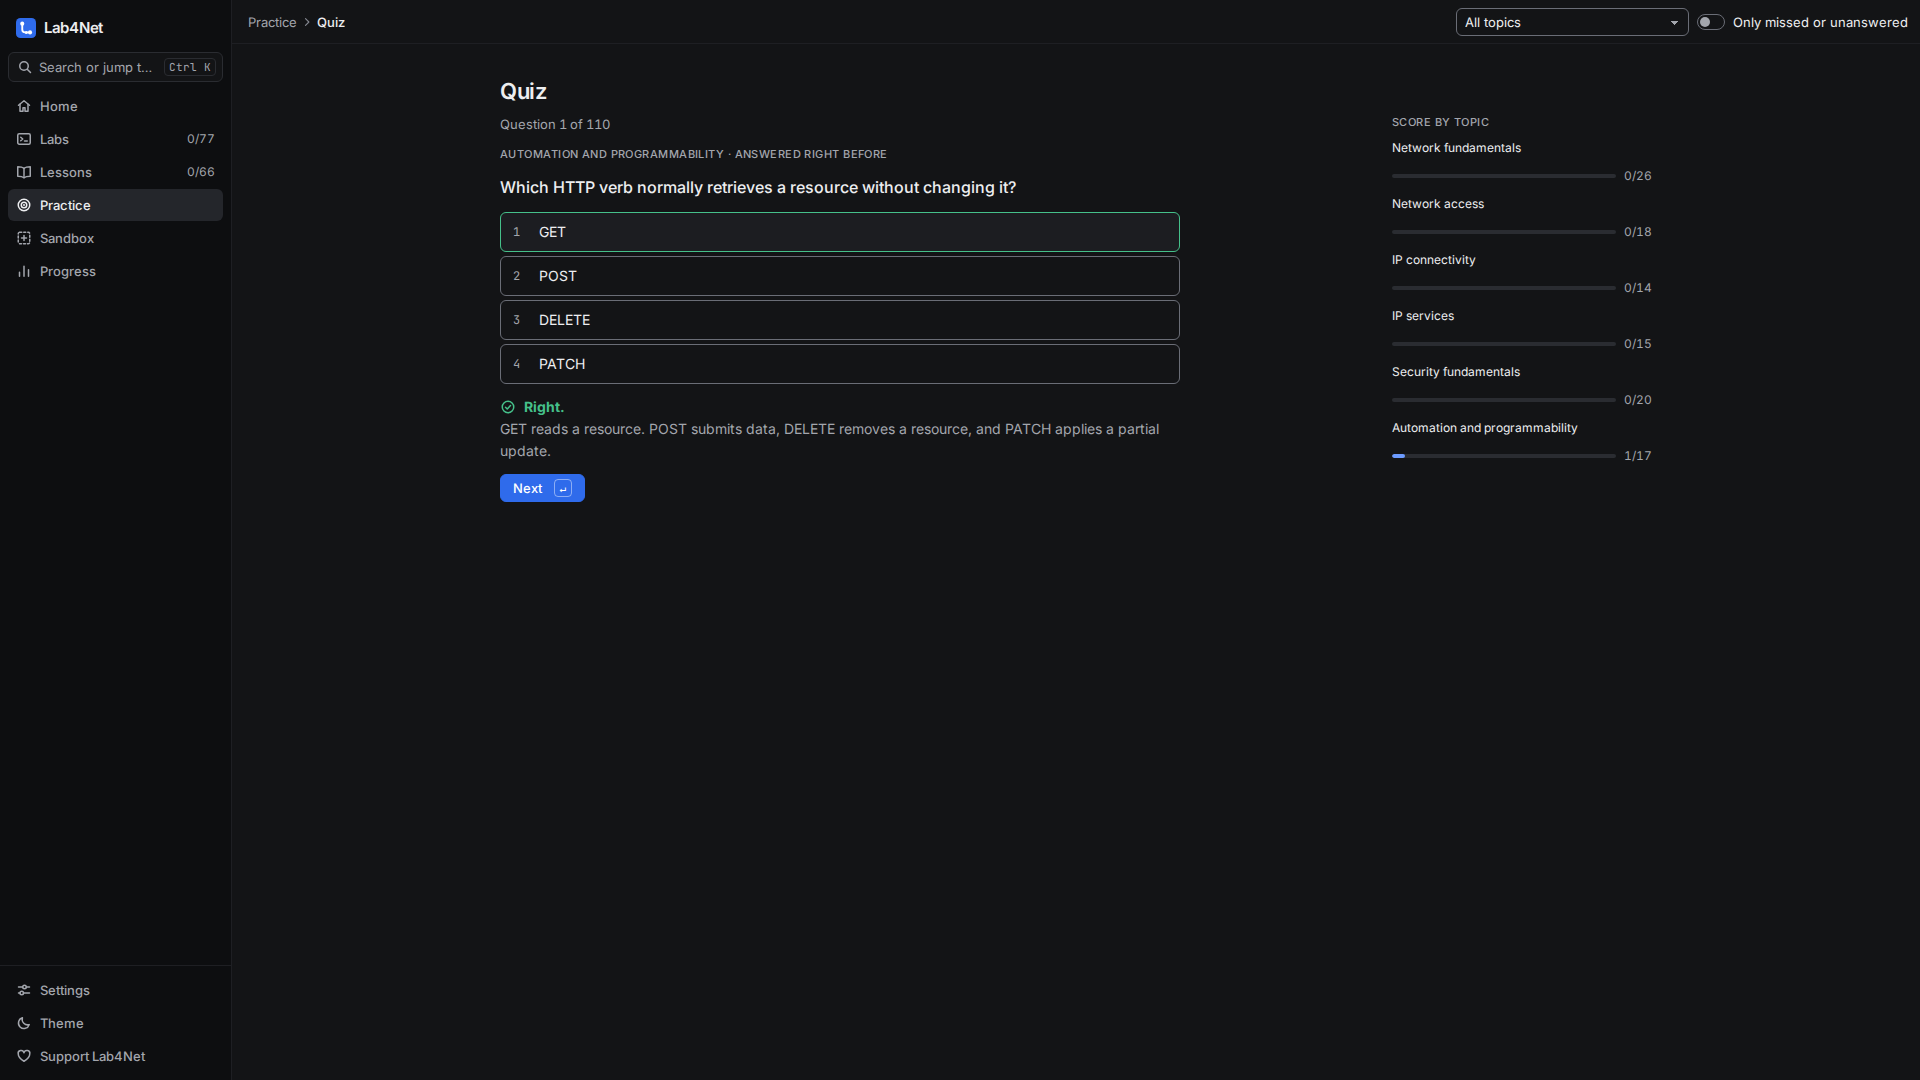 Lab4Net
Search or jump t...
Ctrl K
Home
Labs 0/77
Lessons 0/66
Practice
Sandbox
Progress
Settings
Theme
Support Lab4Net
Practice > Quiz
All topics
Only missed or unanswered
Quiz
Question 1 of 110
AUTOMATION AND PROGRAMMABILITY · ANSWERED RIGHT BEFORE
Which HTTP verb normally retrieves a resource without changing it?
1 GET
2 POST
3 DELETE
4 PATCH
Right.
GET reads a resource. POST submits data, DELETE removes a resource, and PATCH applies a partial
update.
Next ↵
SCORE BY TOPIC
Network fundamentals
0/26
Network access
0/18
IP connectivity
0/14
IP services
0/15
Security fundamentals
0/20
Automation and programmability
1/17